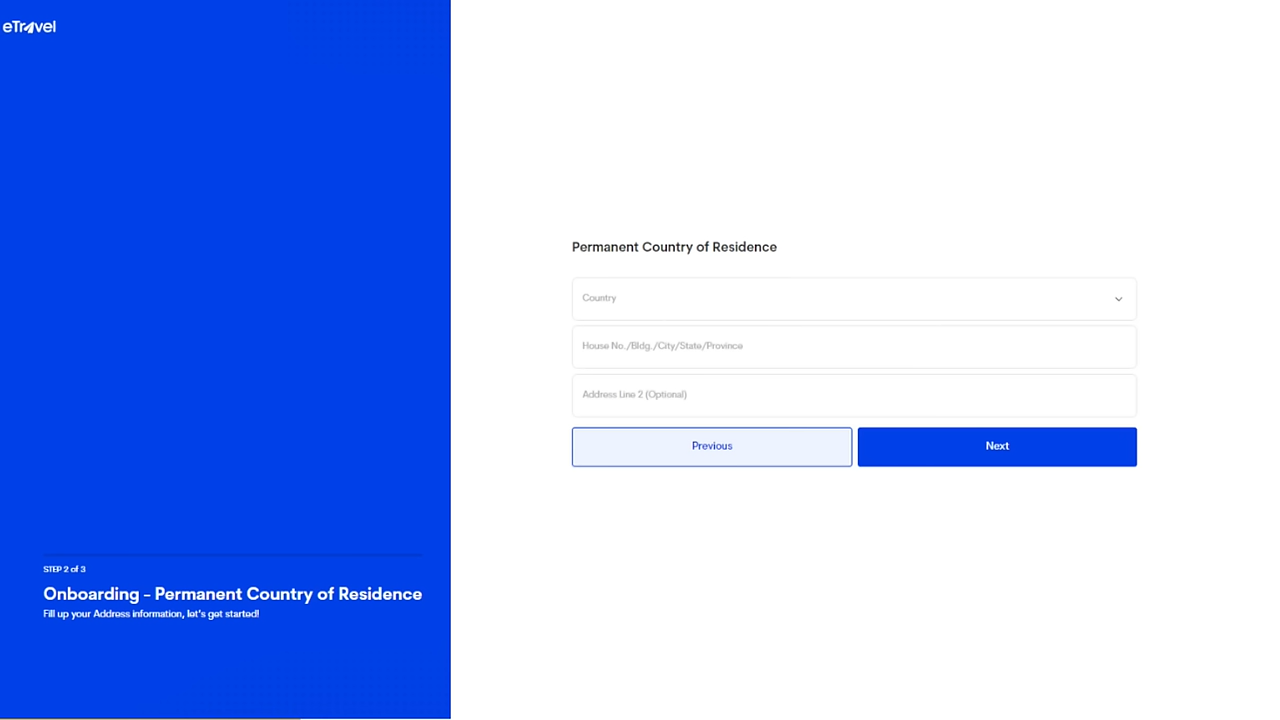 eTravel
STEP 2 of 3
Onboarding - Permanent Country of Residence
Fill up your Address information, let's get started!
Permanent Country of Residence
Country
House No./Bldg./City/State/Province
Address Line 2 (Optional)
Previous
Next